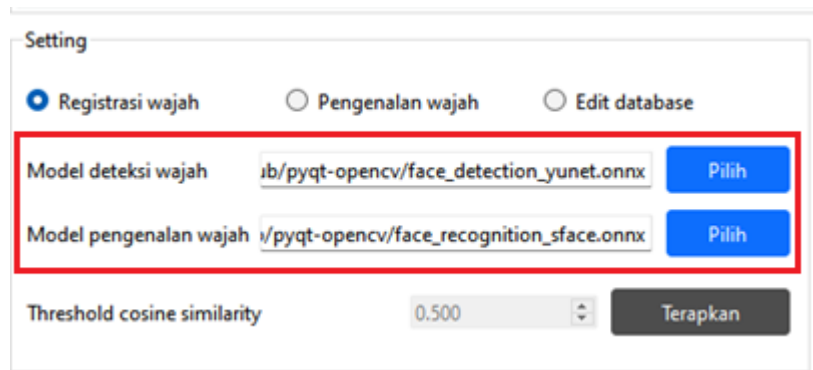 Setting
Registrasi wajah Pengenalan wajah Edit database
Model deteksi wajah ub/pyqt-opencv/face_detection_yunet.onnx Pilih
Model pengenalan wajah /pyqt-opencv/face_recognition_sface.onnx Pilih
Threshold cosine similarity 0.500 Terapkan